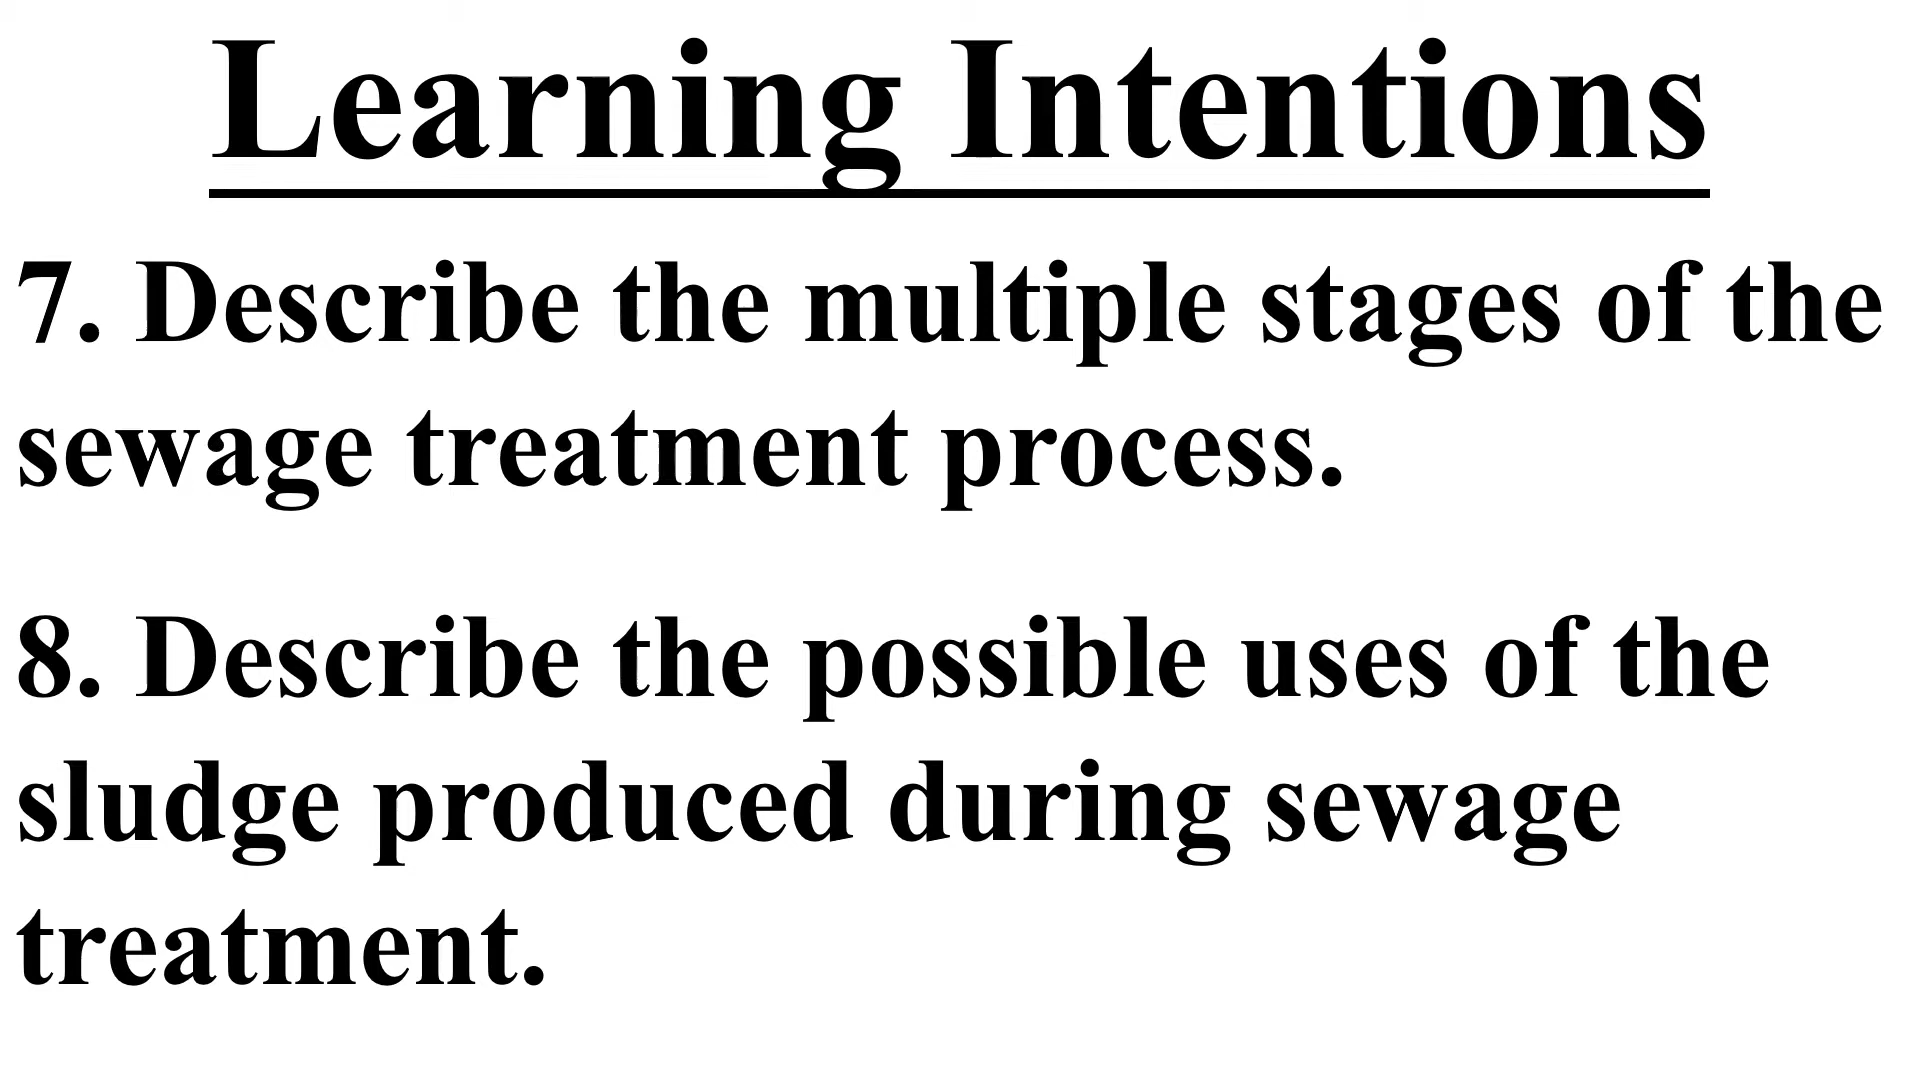 Learning Intentions
7. Describe the multiple stages of the
sewage treatment process.
8. Describe the possible uses of the
sludge produced during sewage
treatment.